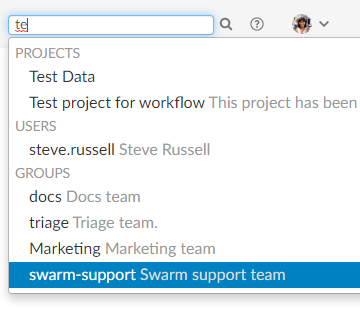 te
PROJECTS
Test Data
Test project for workflow This project has been
USERS
steve.russell Steve Russell
GROUPS
docs Docs team
triage Triage team.
Marketing Marketing team
swarm-support Swarm support team